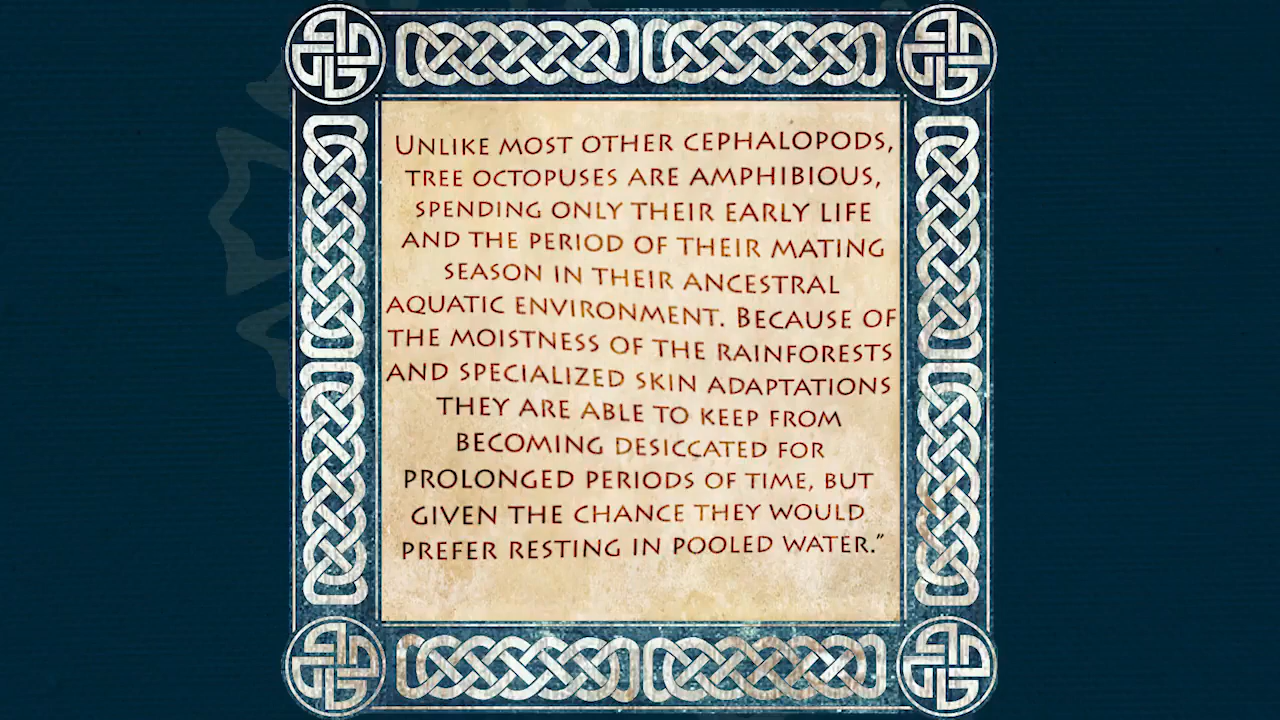 Unlike most other cephalopods,
tree octopuses are amphibious,
spending only their early life
and the period of their mating
season in their ancestral
aquatic environment. Because of
the moistness of the rainforests
and specialized skin adaptations
they are able to keep from
becoming desiccated for
prolonged periods of time, but
given the chance they would
prefer resting in pooled water.”